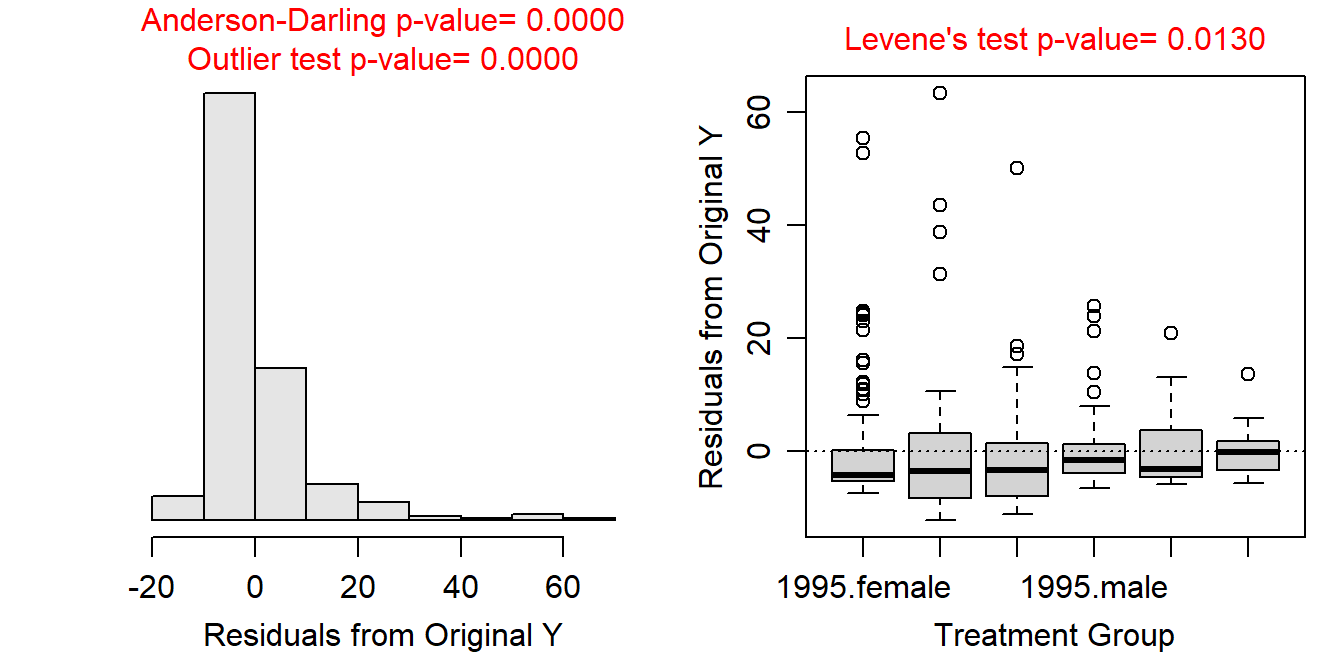 Anderson-Darling p-value= 0.0000
Outlier test p-value= 0.0000
-20 0 20 40 60
Residuals from Original Y
Levene's test p-value= 0.0130
60
40
20
0
Residuals from Original Y
1995.female 1995.male
Treatment Group